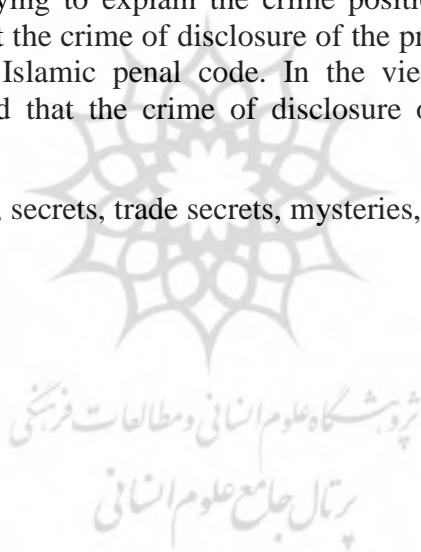 ying to explain the crime positi
t the crime of disclosure of the pr
Islamic penal code. In the vie
d that the crime of disclosure o
, secrets, trade secrets, mysteries,
پژوهشگاه علوم انسانی و مطالعات فرهنگی
پرتال جامع علوم انسانی